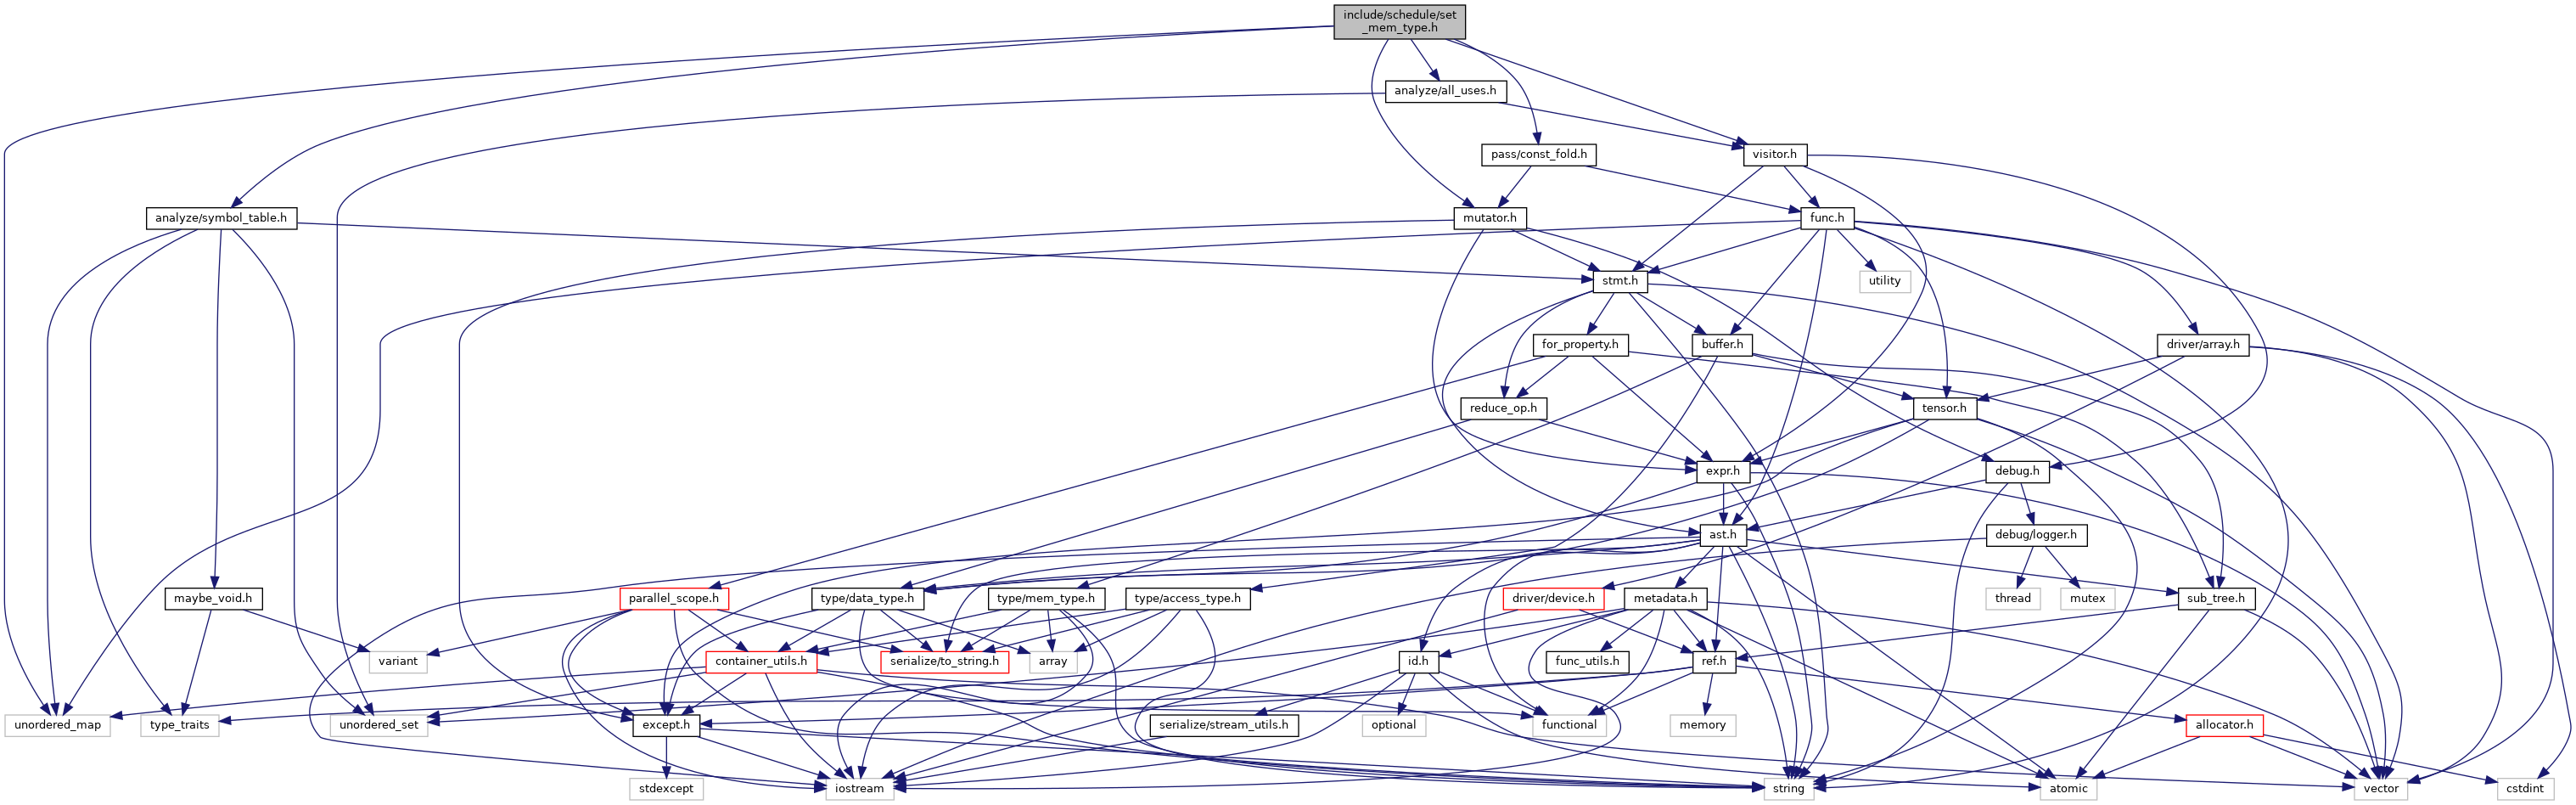 include/schedule/set
_mem_type.h
analyze/all_uses.h
pass/const_fold.h
visitor.h
analyze/symbol_table.h
mutator.h
func.h
stmt.h
utility
for_property.h
buffer.h
driver/array.h
reduce_op.h
tensor.h
expr.h
debug.h
ast.h
debug/logger.h
maybe_void.h
parallel_scope.h
type/data_type.h
type/mem_type.h
type/access_type.h
driver/device.h
metadata.h
thread
mutex
sub_tree.h
variant
container_utils.h
serialize/to_string.h
array
id.h
func_utils.h
ref.h
unordered_map
type_traits
unordered_set
except.h
serialize/stream_utils.h
optional
functional
memory
allocator.h
stdexcept
iostream
string
atomic
vector
cstdint